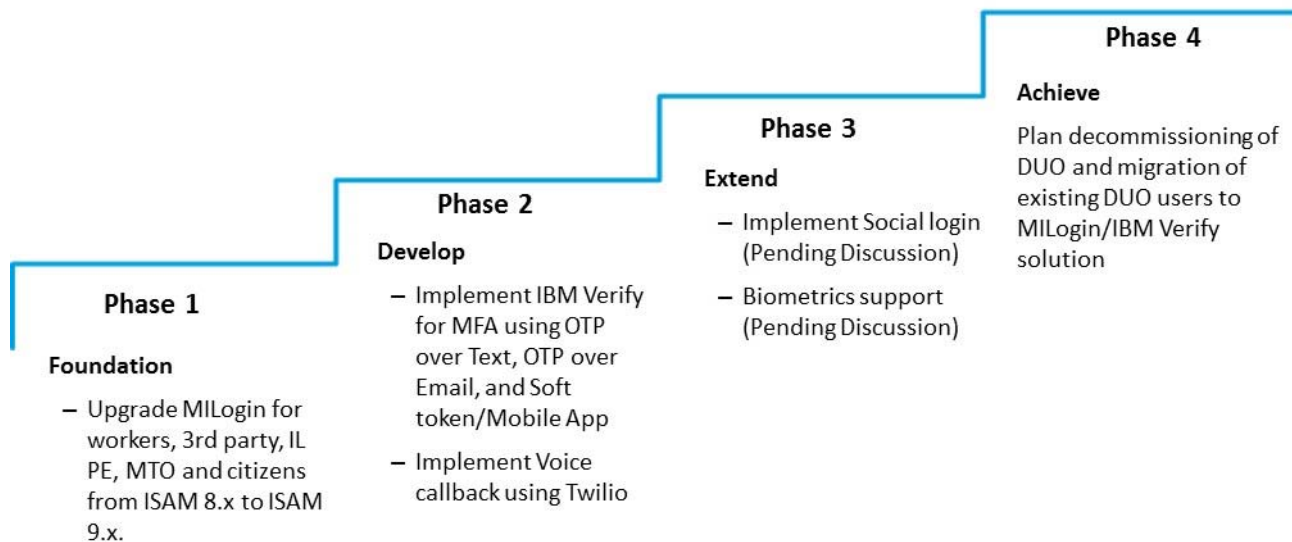 Phase 1
Foundation
– Upgrade MILogin for
workers, 3rd party, IL
PE, MTO and citizens
from ISAM 8.x to ISAM
9.x.
Phase 2
Develop
– Implement IBM Verify
for MFA using OTP
over Text, OTP over
Email, and Soft
token/Mobile App
– Implement Voice
callback using Twilio
Phase 3
Extend
– Implement Social login
(Pending Discussion)
– Biometrics support
(Pending Discussion)
Phase 4
Achieve
Plan decommissioning of
DUO and migration of
existing DUO users to
MILogin/IBM Verify
solution